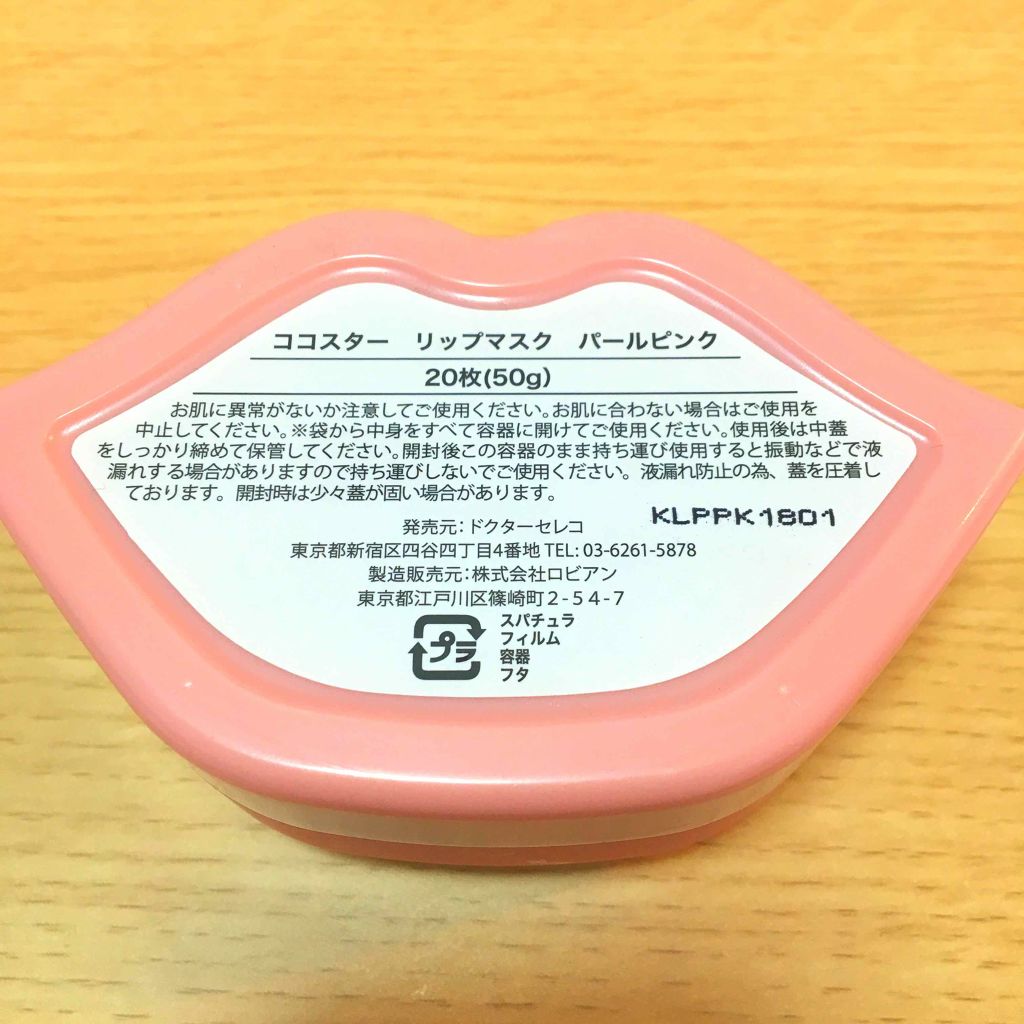 ココスター　リップマスク　パールピンク
20枚(50g)
お肌に異常がないか注意してご使用ください。お肌に合わない場合はご使用を
中止してください。※袋から中身をすべて容器に開けてご使用ください。使用後は中蓋
をしっかり締めて保管してください。開封後この容器のまま持ち運び使用すると振動などで液
漏れする場合がありますので持ち運びしないでご使用ください。液漏れ防止の為、蓋を圧着し
ております。開封時は少々蓋が固い場合があります。
発売元：ドクターセレコ
KLPPK1801
東京都新宿区四谷四丁目4番地 TEL: 03-6261-5878
製造販売元：株式会社ロビアン
東京都江戸川区篠崎町２-５４-７
プラ
スパチュラ
フィルム
容器
フタ